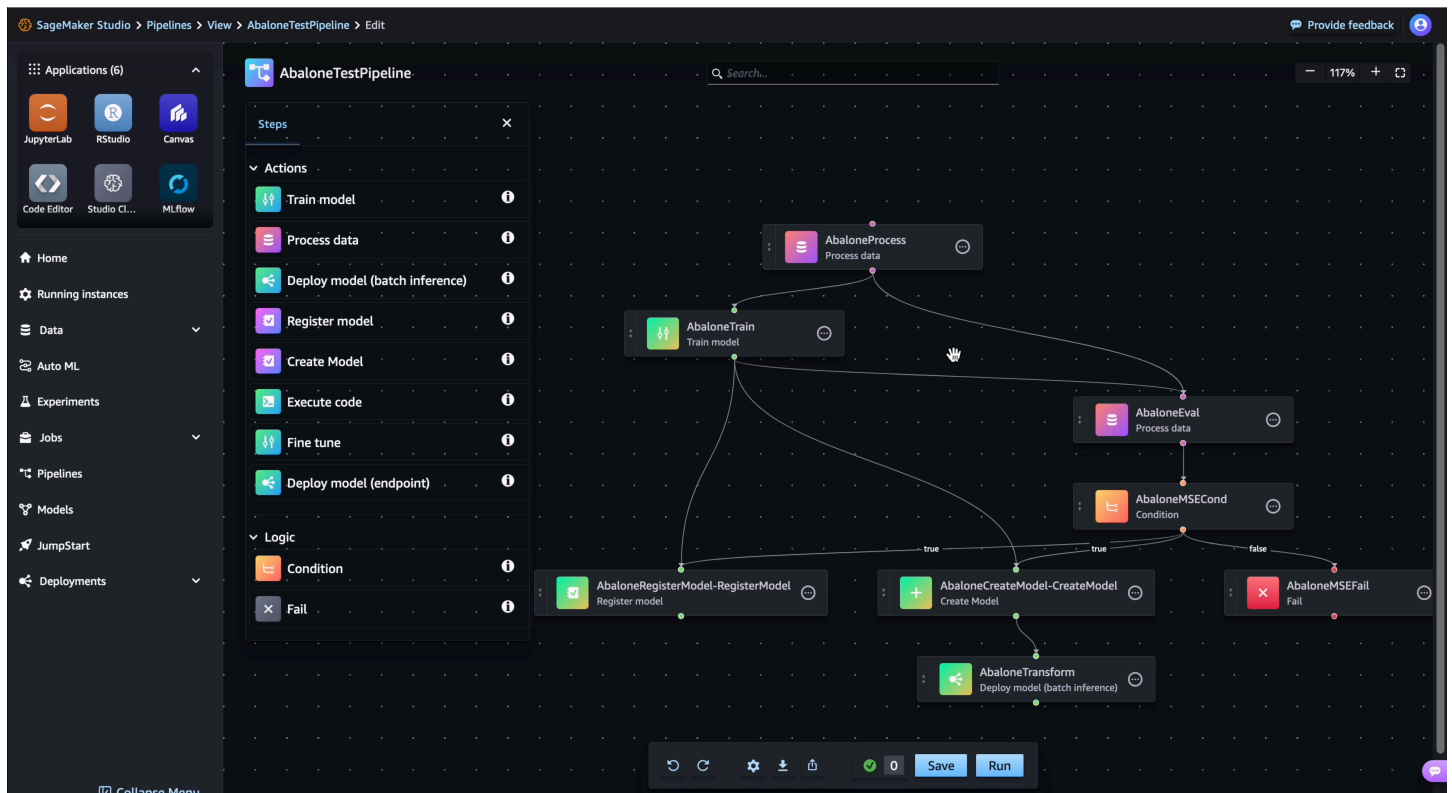 SageMaker Studio > Pipelines > View > AbaloneTestPipeline > Edit
Provide feedback
Applications (6)
JupyterLab
RStudio
Canvas
Code Editor
Studio Cl...
MLflow
Home
Running instances
Data
Auto ML
Experiments
Jobs
Pipelines
Models
JumpStart
Deployments
Collapse Menu
AbaloneTestPipeline
Search...
117%
Steps
Actions
Train model
Process data
Deploy model (batch inference)
Register model
Create Model
Execute code
Fine tune
Deploy model (endpoint)
Logic
Condition
Fail
AbaloneProcess
Process data
AbaloneTrain
Train model
AbaloneEval
Process data
AbaloneMSECond
Condition
true
true
false
AbaloneRegisterModel-RegisterModel
Register model
AbaloneCreateModel-CreateModel
Create Model
AbaloneMSEFail
Fail
AbaloneTransform
Deploy model (batch inference)
0
Save
Run